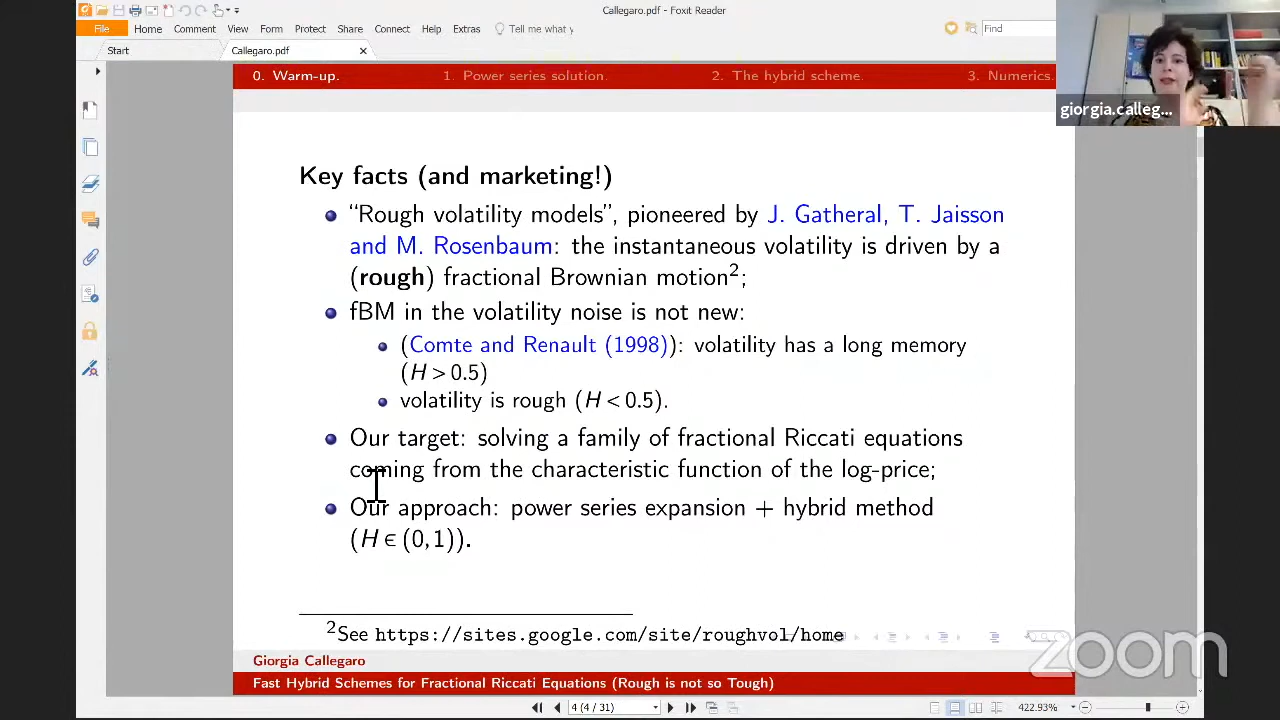 Callegaro.pdf - Foxit Reader
File Home Comment View Form Protect Share Connect Help Extras Tell me what y Find
Start Callegaro.pdf
0. Warm-up. 1. Power series solution. 2. The hybrid scheme. 3. Numerics.
giorgia.calleg...
Key facts (and marketing!)
“Rough volatility models”, pioneered by J. Gatheral, T. Jaisson
and M. Rosenbaum: the instantaneous volatility is driven by a
(rough) fractional Brownian motion²;
fBM in the volatility noise is not new:
(Comte and Renault (1998)): volatility has a long memory
(H > 0.5)
volatility is rough (H < 0.5).
Our target: solving a family of fractional Riccati equations
coming from the characteristic function of the log-price;
Our approach: power series expansion + hybrid method
(H ∈ (0, 1)).
²See https://sites.google.com/site/roughvol/home
zoom
Giorgia Callegaro
Fast Hybrid Schemes for Fractional Riccati Equations (Rough is not so Tough)
4 (4 / 31) 422.93%